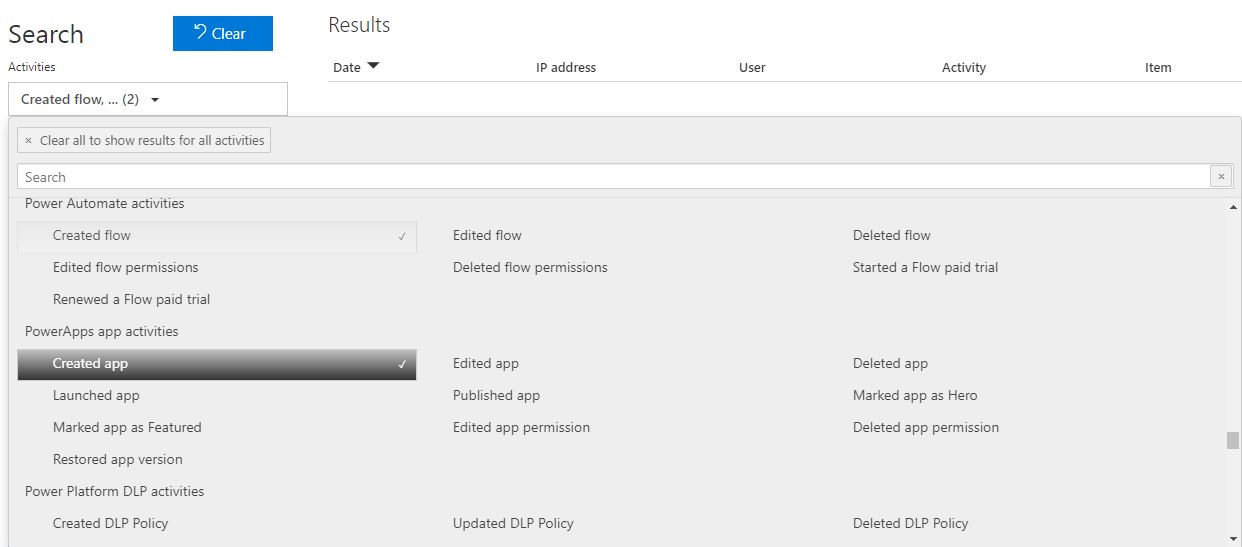 Search
Clear
Results
Activities
Date IP address User Activity Item
Created flow, ... (2)
× Clear all to show results for all activities
Search ×
Power Automate activities
Created flow ✓ Edited flow Deleted flow
Edited flow permissions Deleted flow permissions Started a Flow paid trial
Renewed a Flow paid trial
PowerApps app activities
Created app ✓ Edited app Deleted app
Launched app Published app Marked app as Hero
Marked app as Featured Edited app permission Deleted app permission
Restored app version
Power Platform DLP activities
Created DLP Policy Updated DLP Policy Deleted DLP Policy